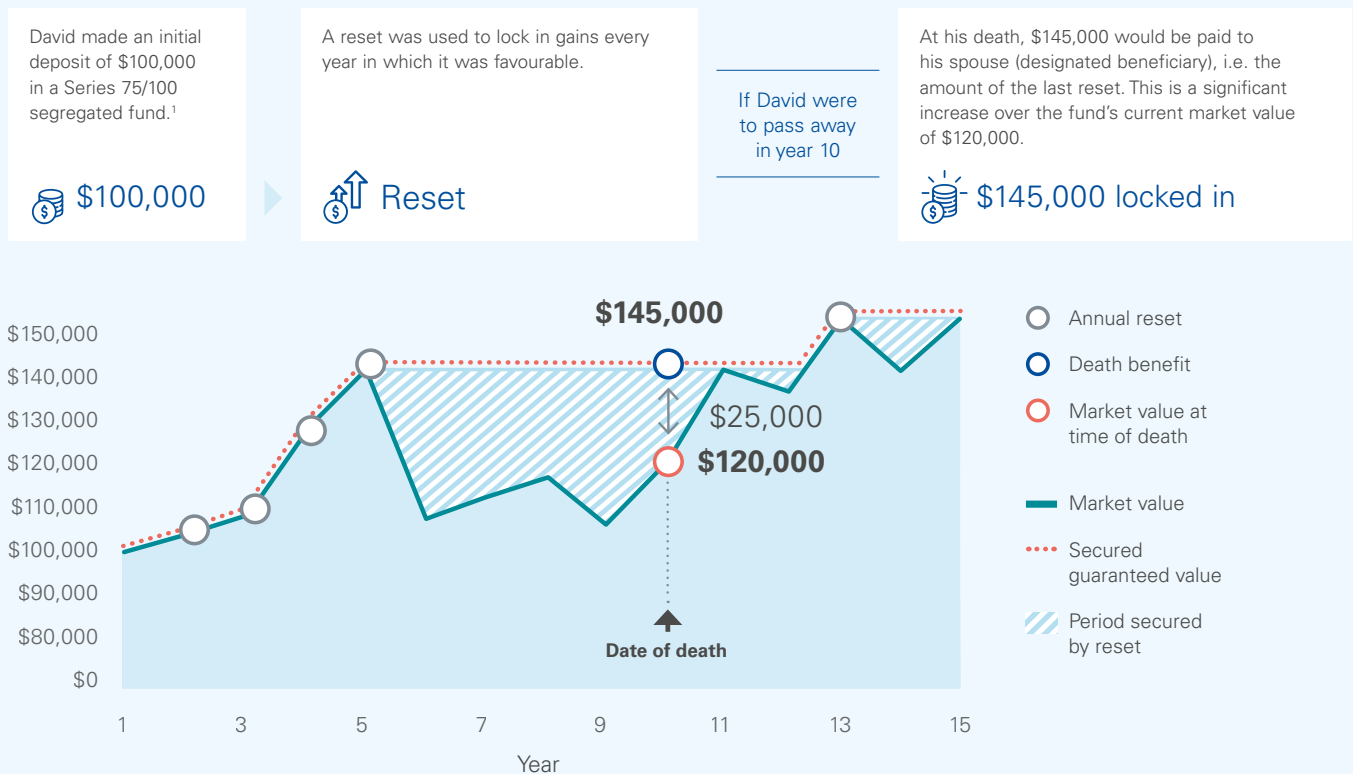 David made an initial
deposit of $100,000
in a Series 75/100
segregated fund.¹
$100,000
A reset was used to lock in gains every
year in which it was favourable.
Reset
If David were
to pass away
in year 10
At his death, $145,000 would be paid to
his spouse (designated beneficiary), i.e. the
amount of the last reset. This is a significant
increase over the fund's current market value
of $120,000.
$145,000 locked in
$150,000
$140,000
$130,000
$120,000
$110,000
$100,000
$90,000
$80,000
$0
$145,000
$25,000
$120,000
Date of death
1
3
5
7
9
11
13
15
Year
Annual reset
Death benefit
Market value at
time of death
Market value
Secured
guaranteed value
Period secured
by reset